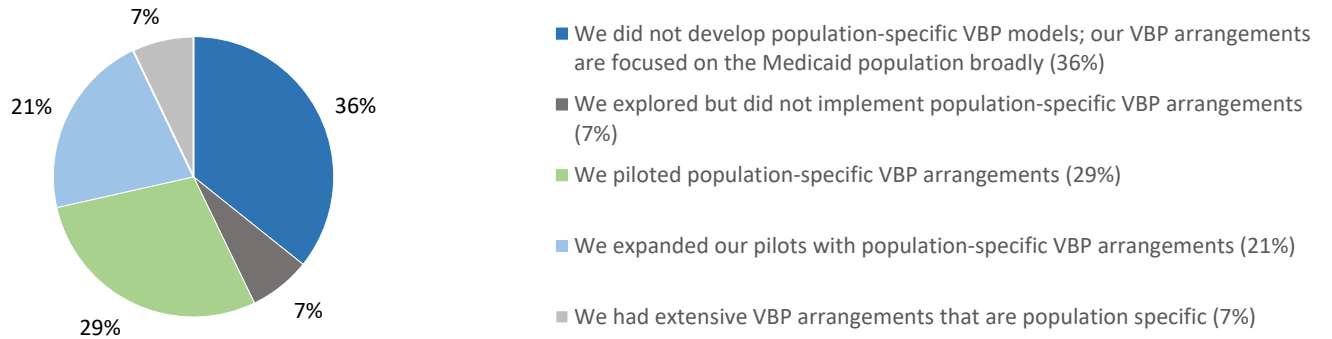 7%
21%
36%
29%
7%
We did not develop population-specific VBP models; our VBP arrangements
are focused on the Medicaid population broadly (36%)
We explored but did not implement population-specific VBP arrangements
(7%)
We piloted population-specific VBP arrangements (29%)
We expanded our pilots with population-specific VBP arrangements (21%)
We had extensive VBP arrangements that are population specific (7%)